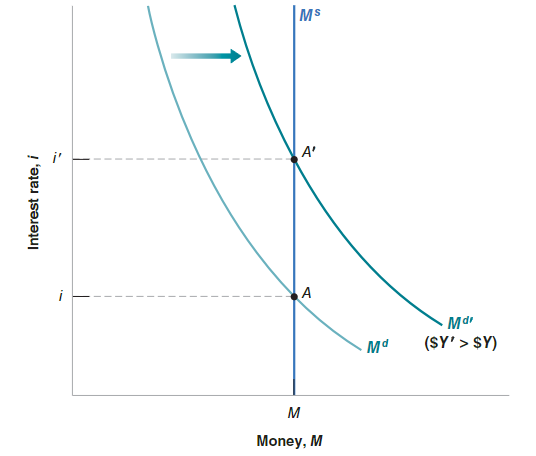 Mˢ
i′
A′
Interest rate, i
i
A
Mᵈ′
($Y′ > $Y)
Mᵈ
M
Money, M